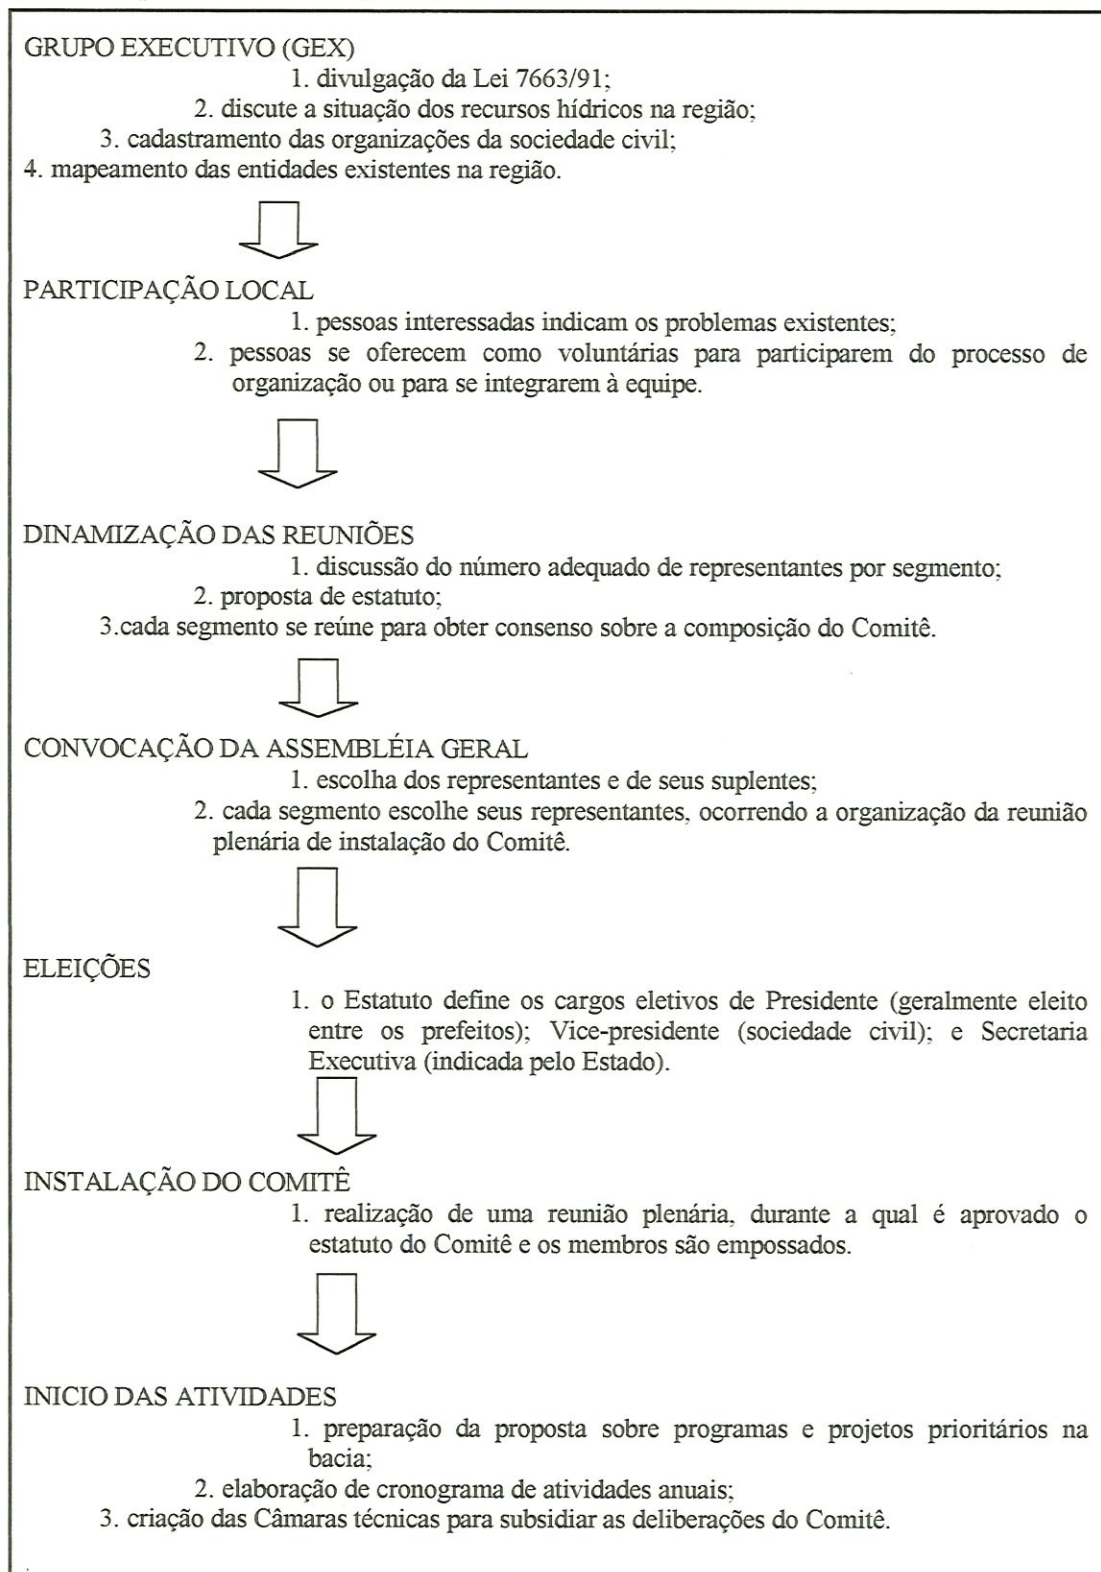 GRUPO EXECUTIVO (GEX)
1. divulgação da Lei 7663/91;
2. discute a situação dos recursos hídricos na região;
3. cadastramento das organizações da sociedade civil;
4. mapeamento das entidades existentes na região.
PARTICIPAÇÃO LOCAL
1. pessoas interessadas indicam os problemas existentes;
2. pessoas se oferecem como voluntárias para participarem do processo de
organização ou para se integrarem à equipe.
DINAMIZAÇÃO DAS REUNIÕES
1. discussão do número adequado de representantes por segmento;
2. proposta de estatuto;
3.cada segmento se reúne para obter consenso sobre a composição do Comitê.
CONVOCAÇÃO DA ASSEMBLÉIA GERAL
1. escolha dos representantes e de seus suplentes;
2. cada segmento escolhe seus representantes, ocorrendo a organização da reunião
plenária de instalação do Comitê.
ELEIÇÕES
1. o Estatuto define os cargos eletivos de Presidente (geralmente eleito
entre os prefeitos); Vice-presidente (sociedade civil); e Secretaria
Executiva (indicada pelo Estado).
INSTALAÇÃO DO COMITÊ
1. realização de uma reunião plenária, durante a qual é aprovado o
estatuto do Comitê e os membros são empossados.
INICIO DAS ATIVIDADES
1. preparação da proposta sobre programas e projetos prioritários na
bacia;
2. elaboração de cronograma de atividades anuais;
3. criação das Câmaras técnicas para subsidiar as deliberações do Comitê.